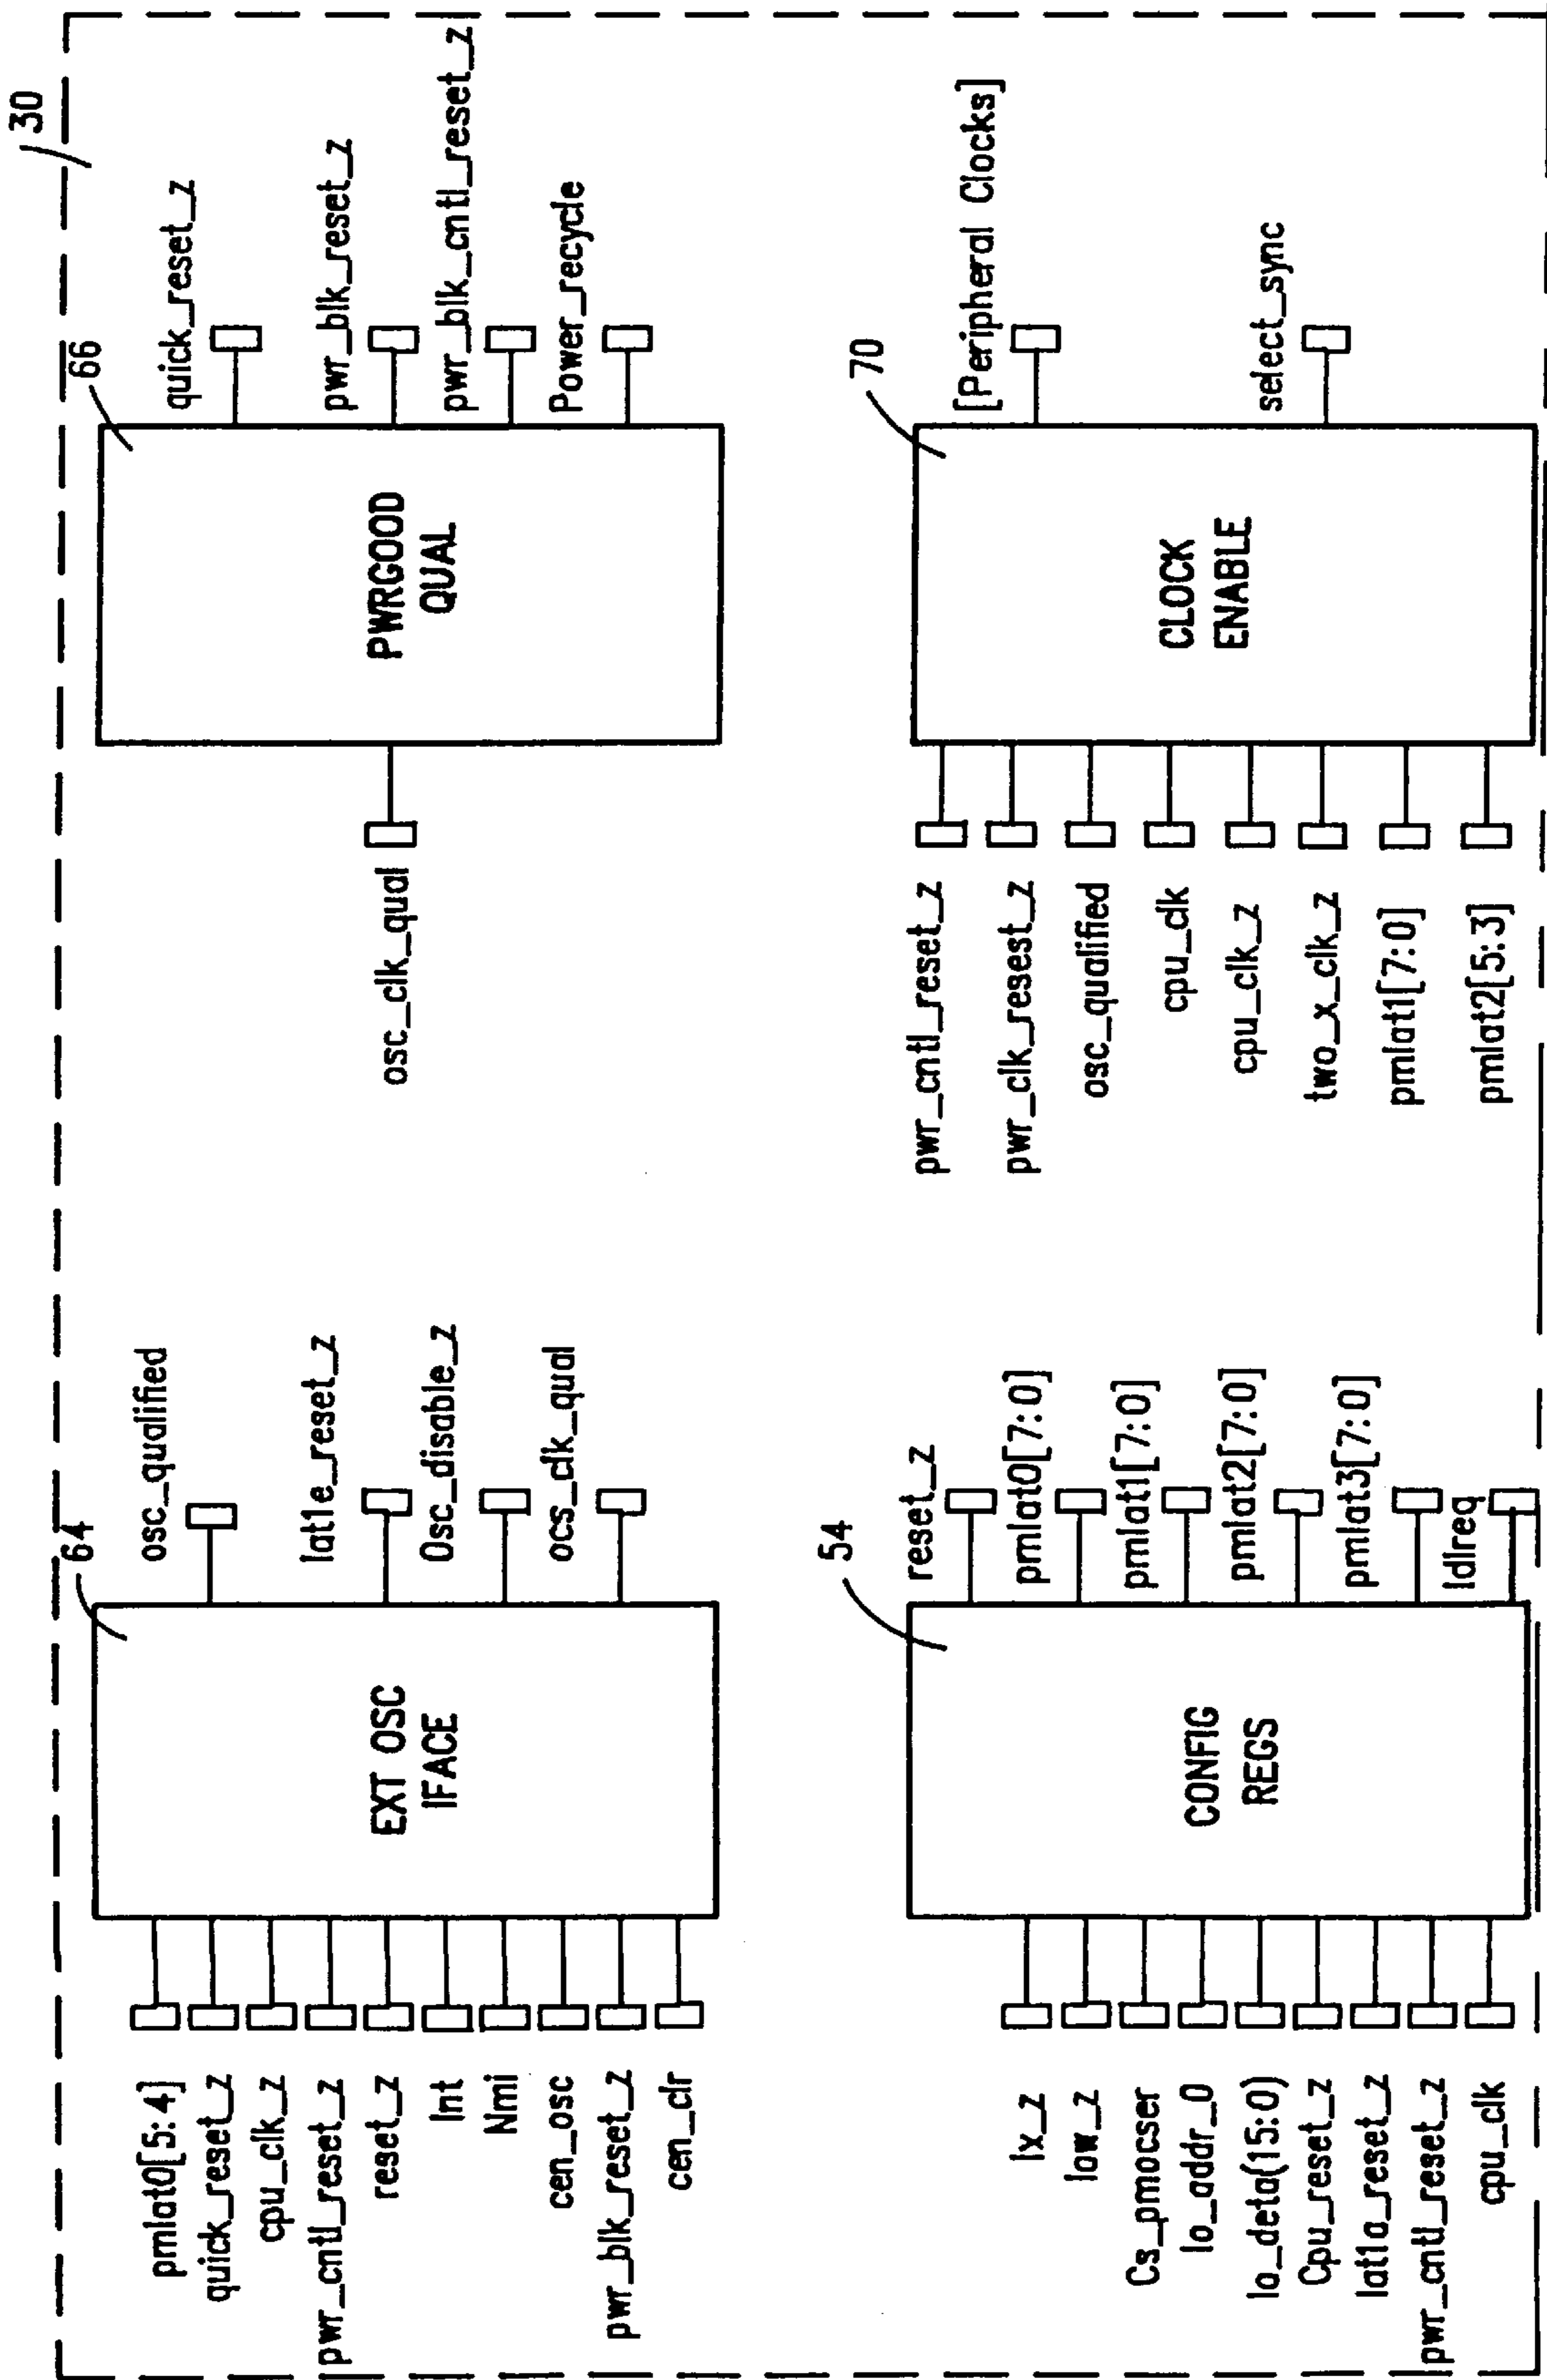 30
64
pmlat0[5:4]
quick_reset_z
cpu_clk_z
pwr_cntl_reset_z
reset_z
Int
Nmi
cen_osc
pwr_blk_reset_z
cen_clr
EXT OSC
IFACE
osc_qualified
lat1e_reset_z
Osc_disable_z
ocs_clk_qual
66
osc_clk_qual
PWRGOOD
QUAL
quick_reset_z
pwr_blk_reset_z
pwr_blk_cntl_reset_z
Power_recycle
54
Ix_z
Iow_z
Cs_pmocser
Io_addr_0
Io_deta(15:0)
Cpu_reset_z
lat1a_reset_z
pwr_cntl_reset_z
cpu_clk
CONFIG
REGS
reset_z
pmlat0[7:0]
pmlat1[7:0]
pmlat2[7:0]
pmlat3[7:0]
Idlreq
70
pwr_cntl_reset_z
pwr_clk_resest_z
osc_qualified
cpu_clk
cpu_clk_z
two_x_clk_z
pmlat1[7:0]
pmlat2[5:3]
CLOCK
ENABLE
[Peripheral Clocks]
select_sync